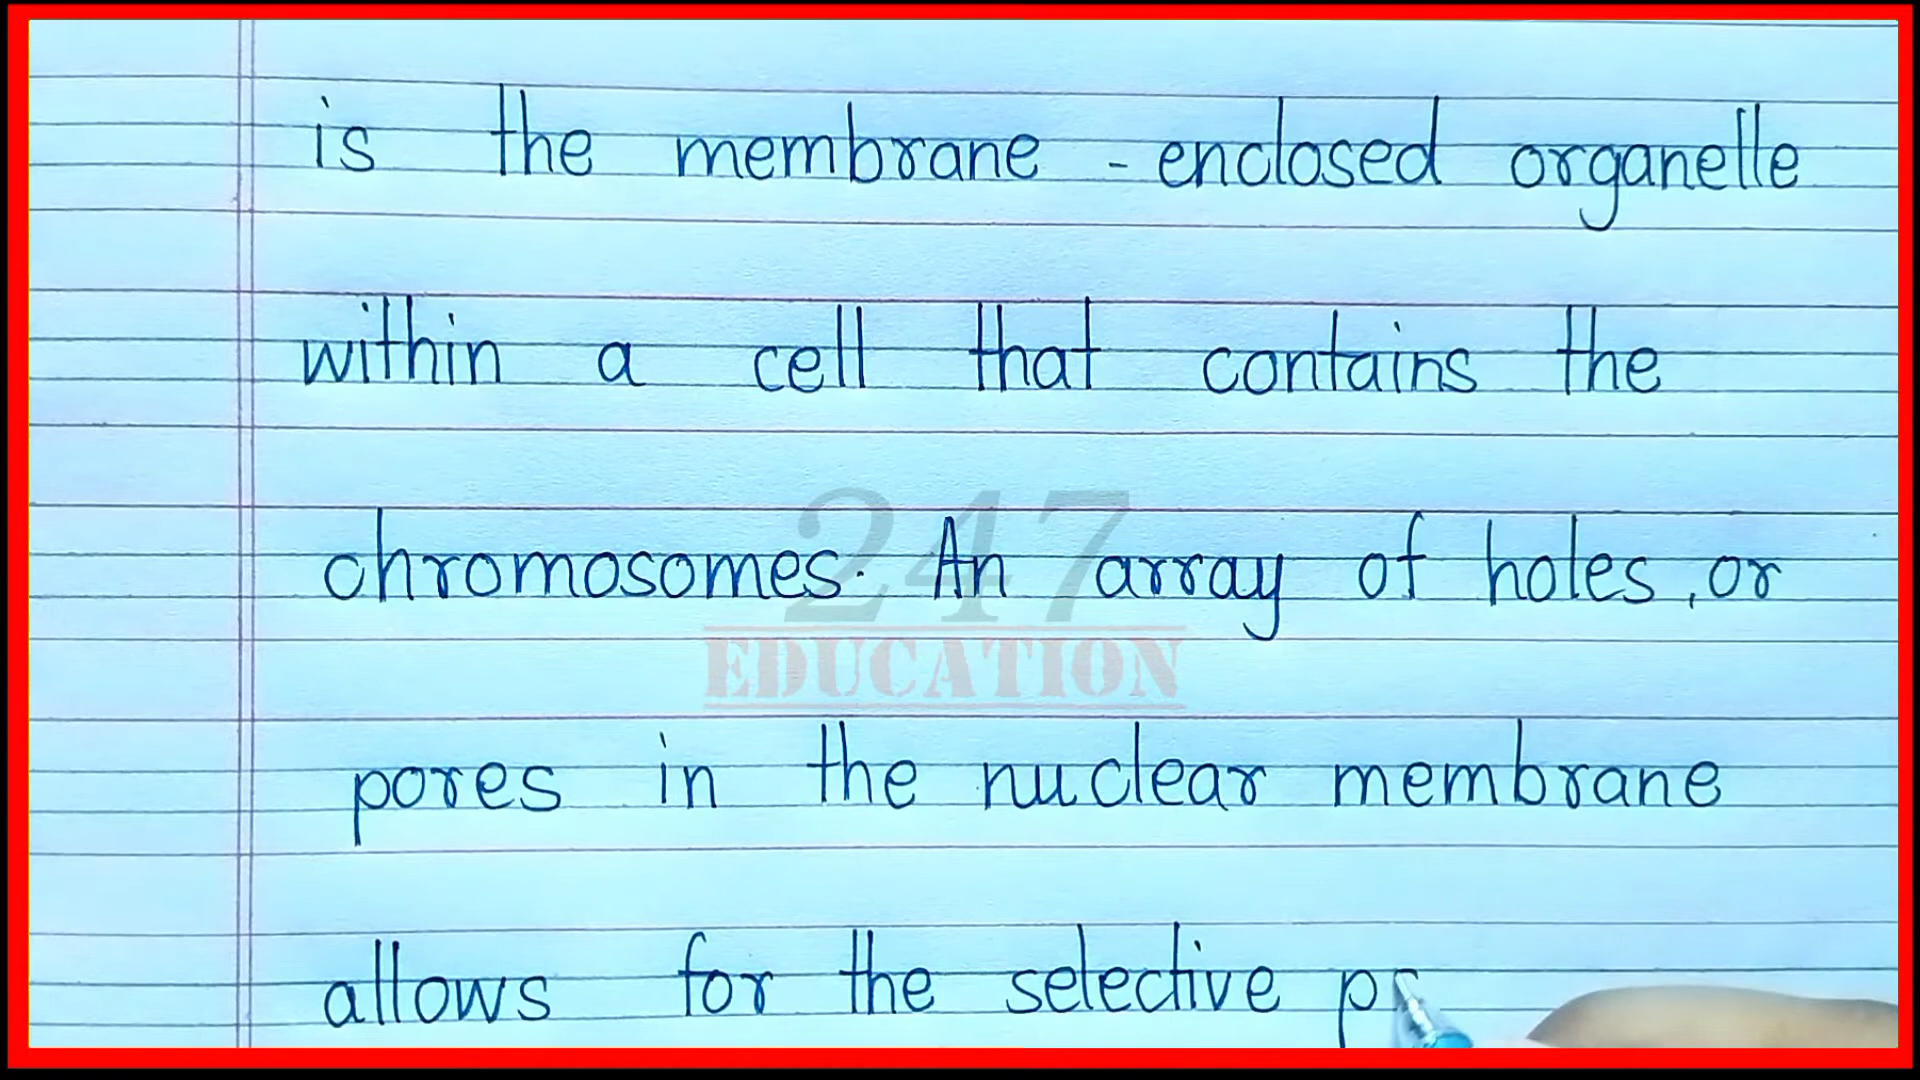 is the membrane - enclosed organelle
within a cell that contains the
chromosomes. An array of holes, or
247
EDUCATION
pores in the nuclear membrane
allows for the selective